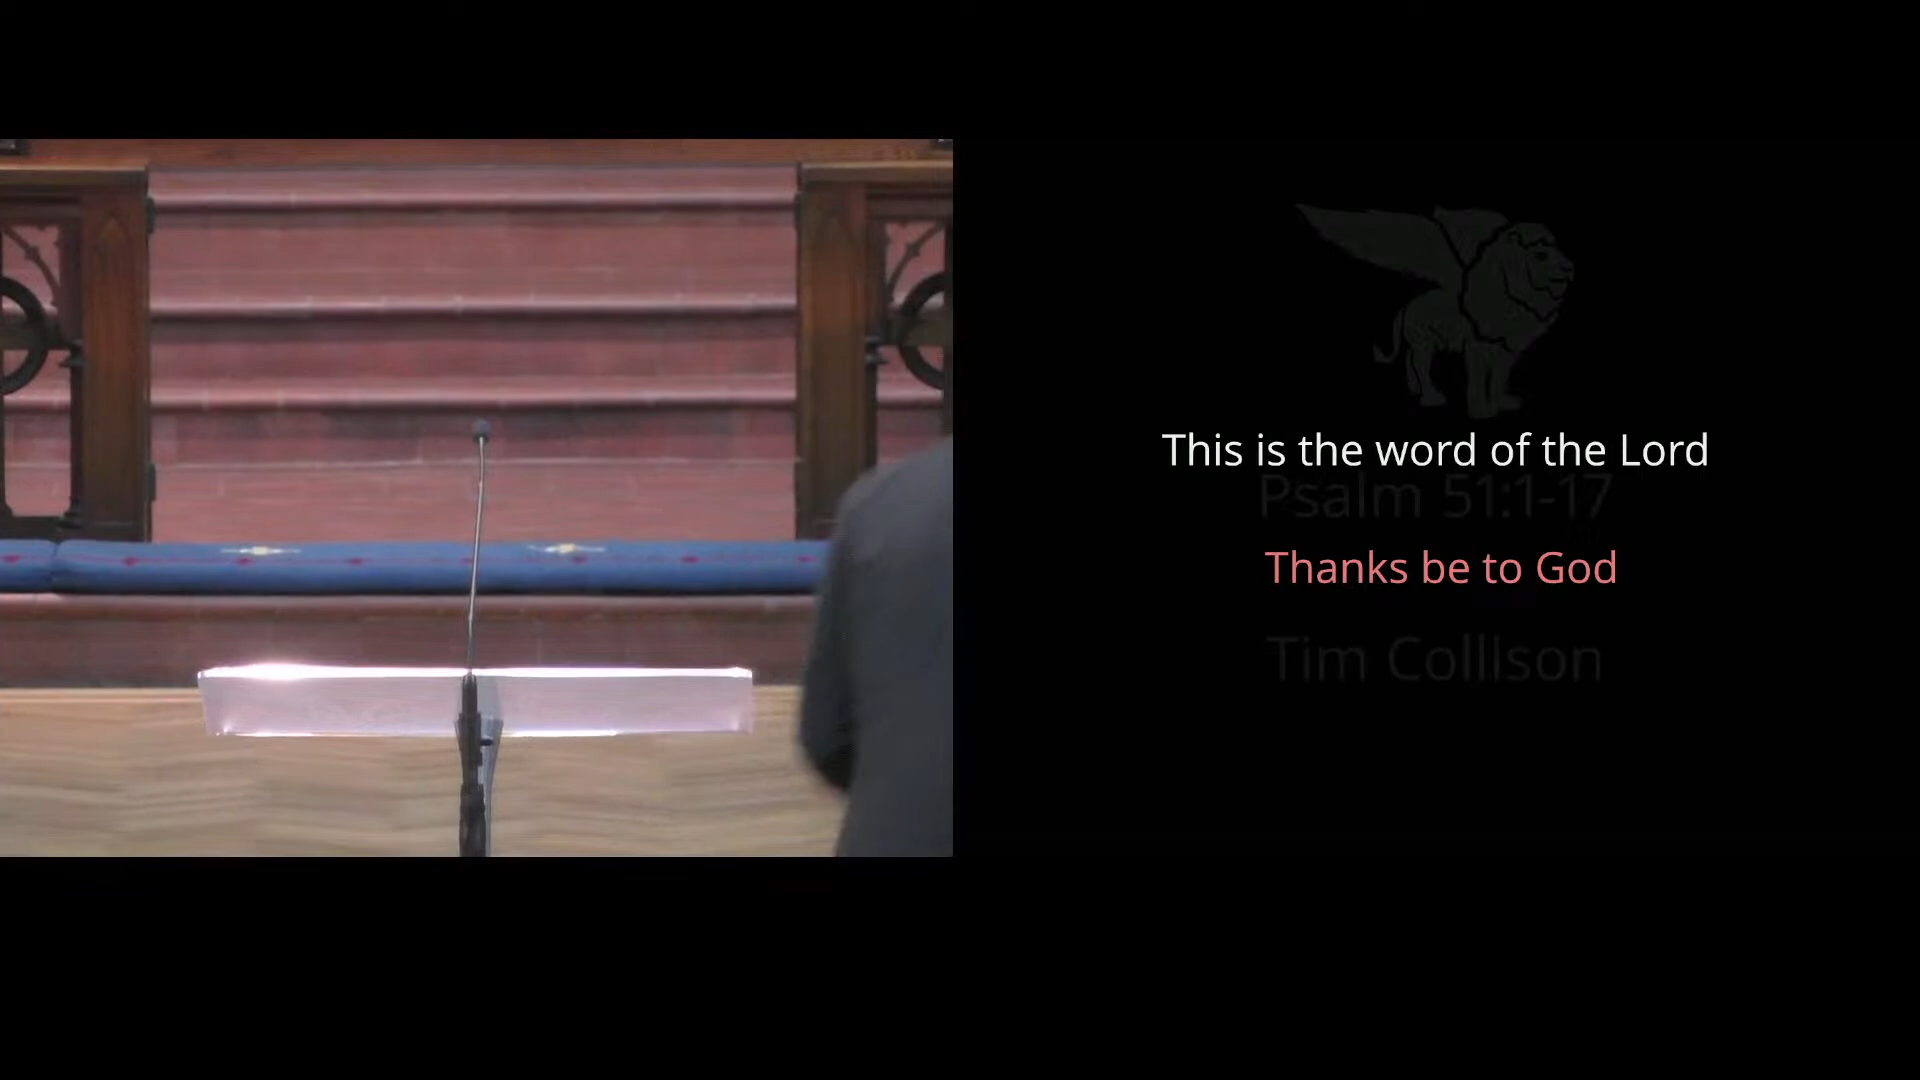 This is the word of the Lord
Psalm 51:1-17
Thanks be to God
Tim Collison